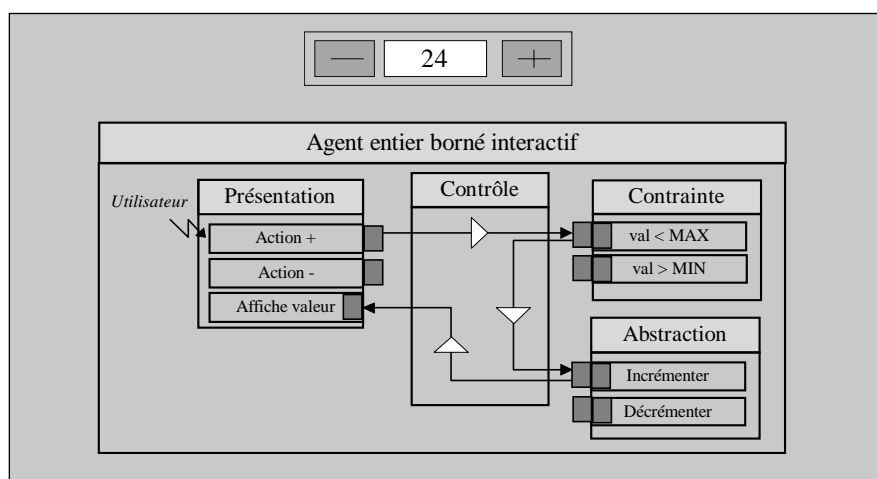 — 24 +
Agent entier borné interactif
Utilisateur
Présentation
Action +
Action -
Affiche valeur
Contrôle
Contrainte
val < MAX
val > MIN
Abstraction
Incrémenter
Décrémenter